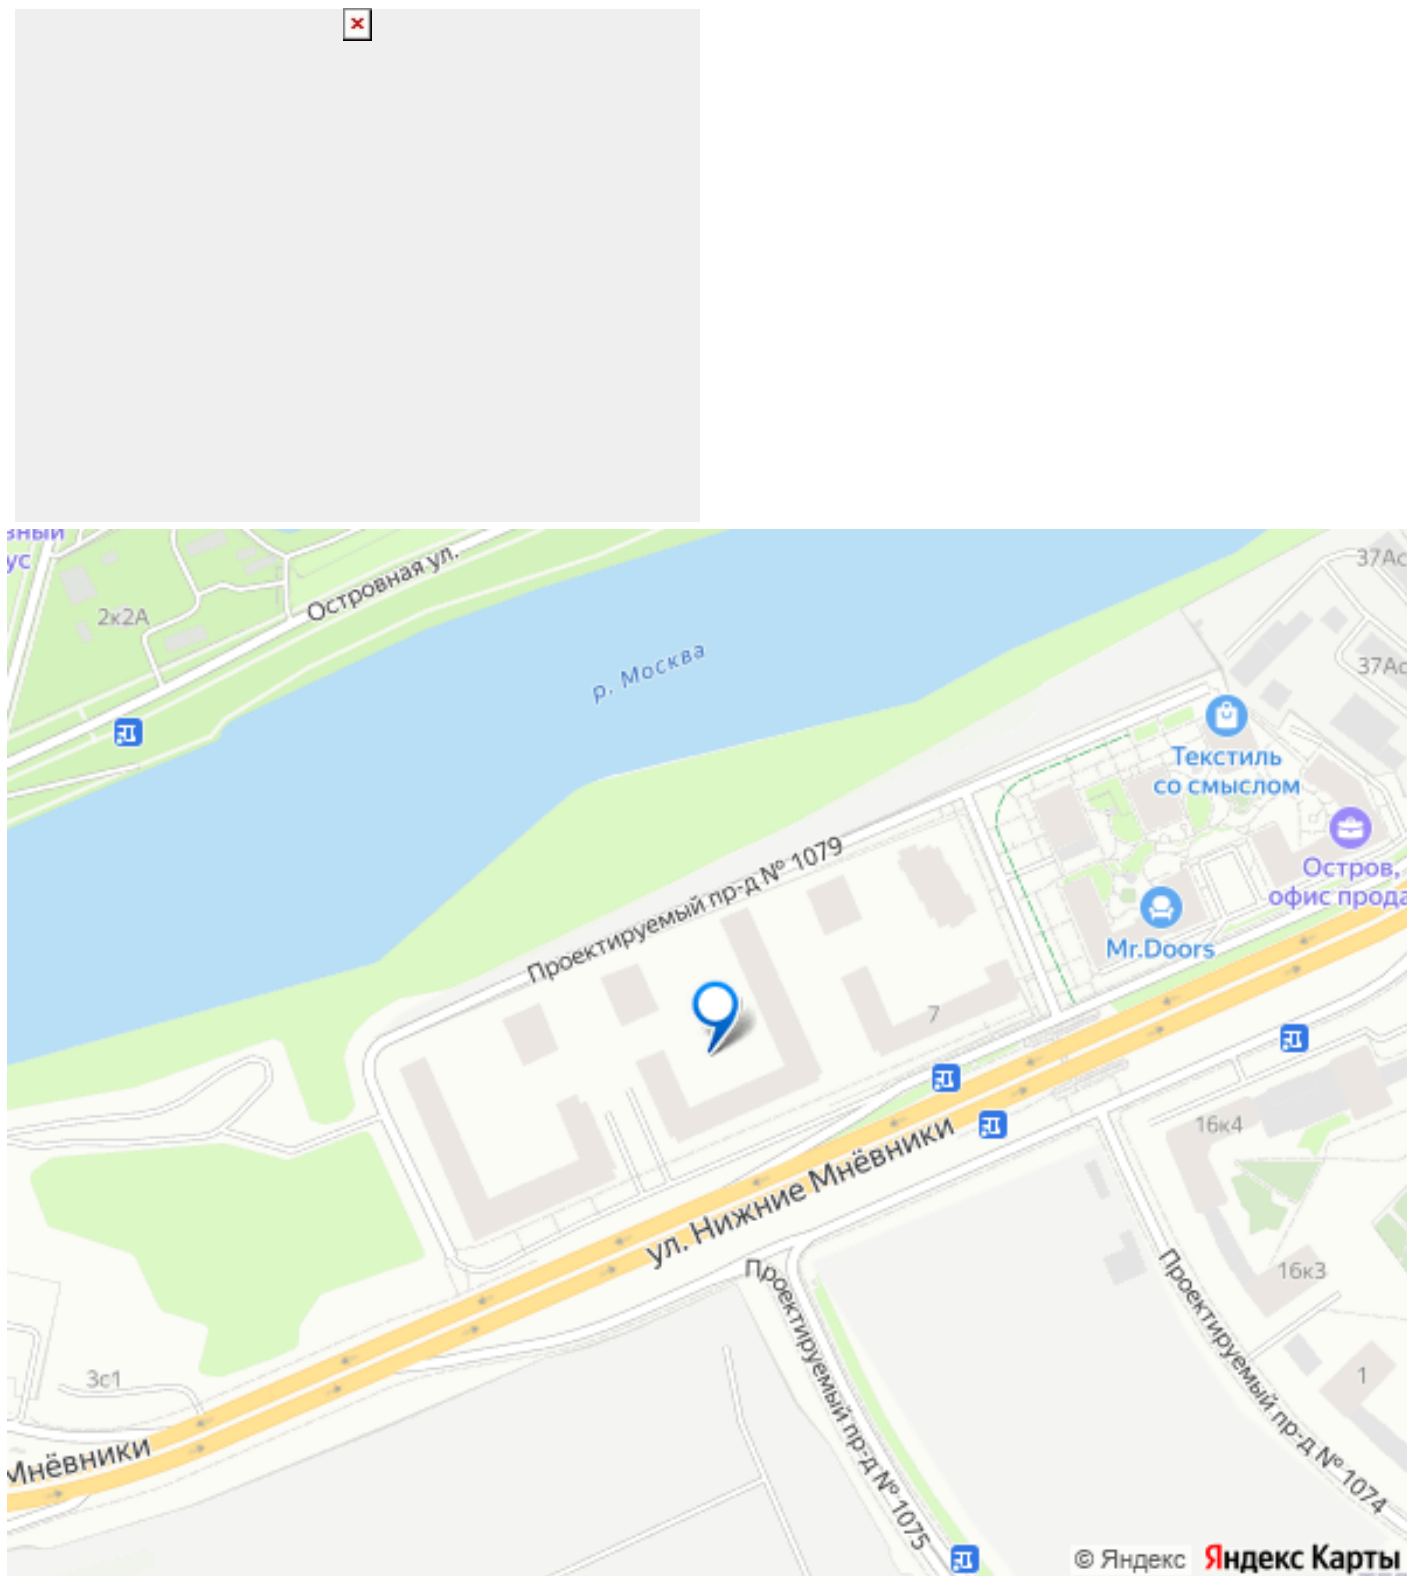 вный
ус
Островная ул.
37Ас
2к2А
р. Москва
37Ас
Текстиль
со смыслом
Остров,
офис прода
Проектируемый пр-д № 1079
Mr.Doors
7
ул. Нижние Мнёвники
16к4
16к3
Проектируемый пр-д № 1075
Проектируемый пр-д № 1074
3с1
1
Мнёвники
© Яндекс Яндекс Карты